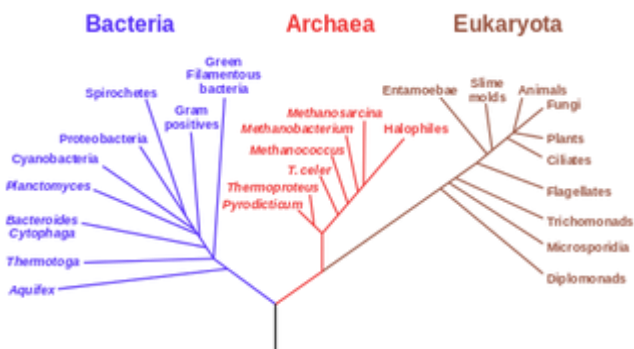 Bacteria
Archaea
Eukaryota
Green
Filamentous
bacteria
Spirochetes
Gram
positives
Proteobacteria
Cyanobacteria
Planctomyces
Bacteroides
Cytophaga
Thermotoga
Aquifex
Methanosarcina
Methanobacterium
Halophiles
Methanococcus
T. celer
Thermoproteus
Pyrodicticum
Entamoebae
Slime
molds
Animals
Fungi
Plants
Ciliates
Flagellates
Trichomonads
Microsporidia
Diplomonads